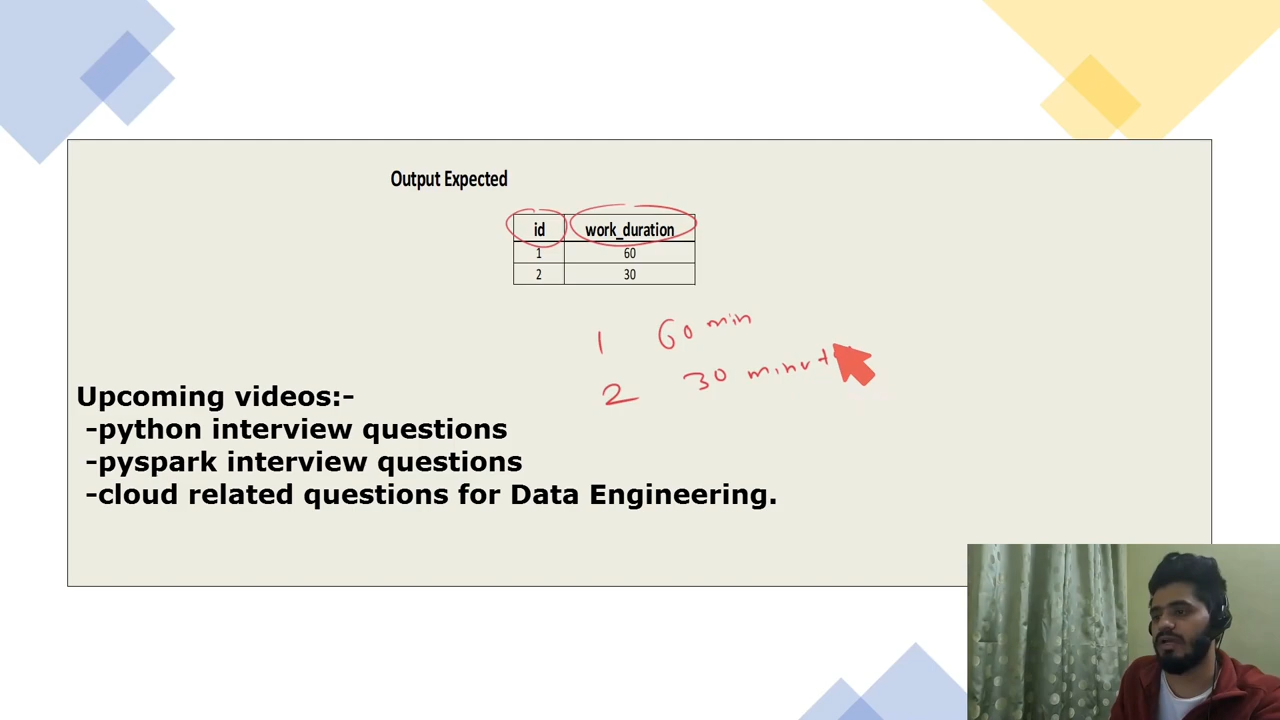 Output Expected
id work_duration
1 60
2 30
1 60 min
2 30
Upcoming videos:-
-python interview questions
-pyspark interview questions
-cloud related questions for Data Engineering.